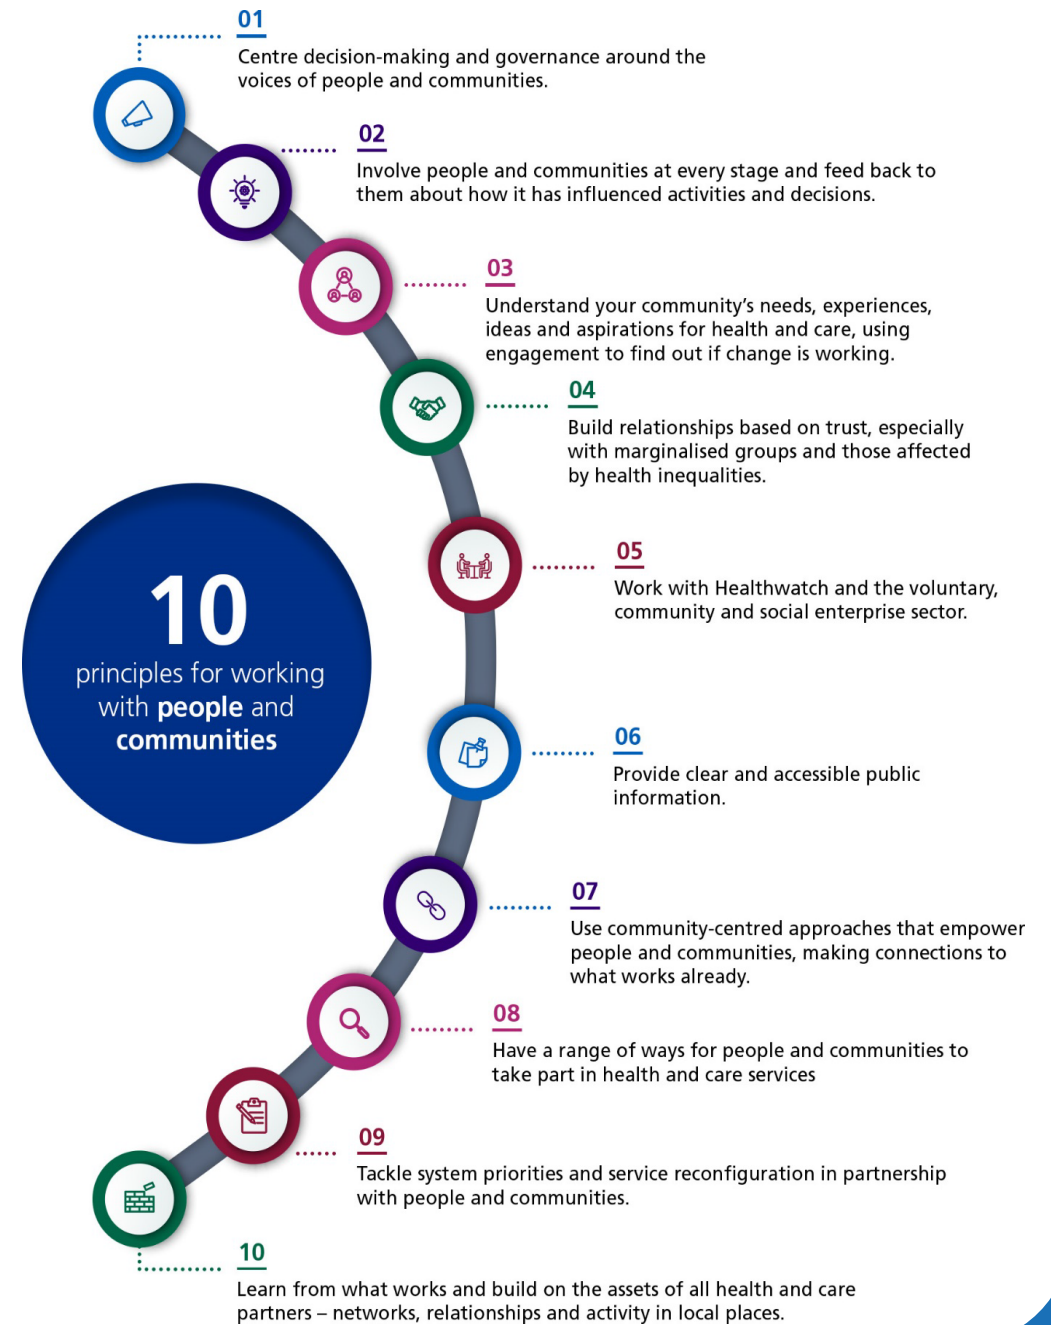 01
Centre decision-making and governance around the
voices of people and communities.
02
Involve people and communities at every stage and feed back to
them about how it has influenced activities and decisions.
03
Understand your community’s needs, experiences,
ideas and aspirations for health and care, using
engagement to find out if change is working.
04
Build relationships based on trust, especially
with marginalised groups and those affected
by health inequalities.
05
Work with Healthwatch and the voluntary,
community and social enterprise sector.
10
principles for working
with people and
communities
06
Provide clear and accessible public
information.
07
Use community-centred approaches that empower
people and communities, making connections to
what works already.
08
Have a range of ways for people and communities to
take part in health and care services
09
Tackle system priorities and service reconfiguration in partnership
with people and communities.
10
Learn from what works and build on the assets of all health and care
partners – networks, relationships and activity in local places.